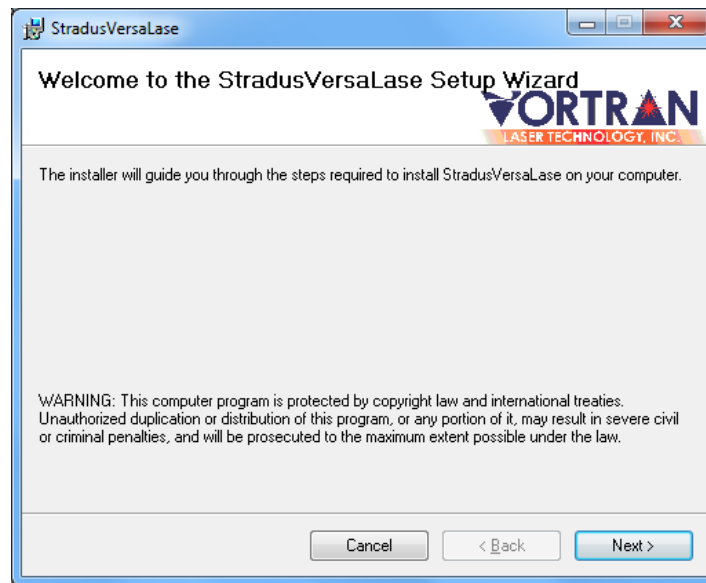 StradusVersaLase
Welcome to the StradusVersaLase Setup Wizard
VORTRAN
LASER TECHNOLOGY, INC.
The installer will guide you through the steps required to install StradusVersaLase on your computer.
WARNING: This computer program is protected by copyright law and international treaties.
Unauthorized duplication or distribution of this program, or any portion of it, may result in severe civil
or criminal penalties, and will be prosecuted to the maximum extent possible under the law.
Cancel
< Back
Next >